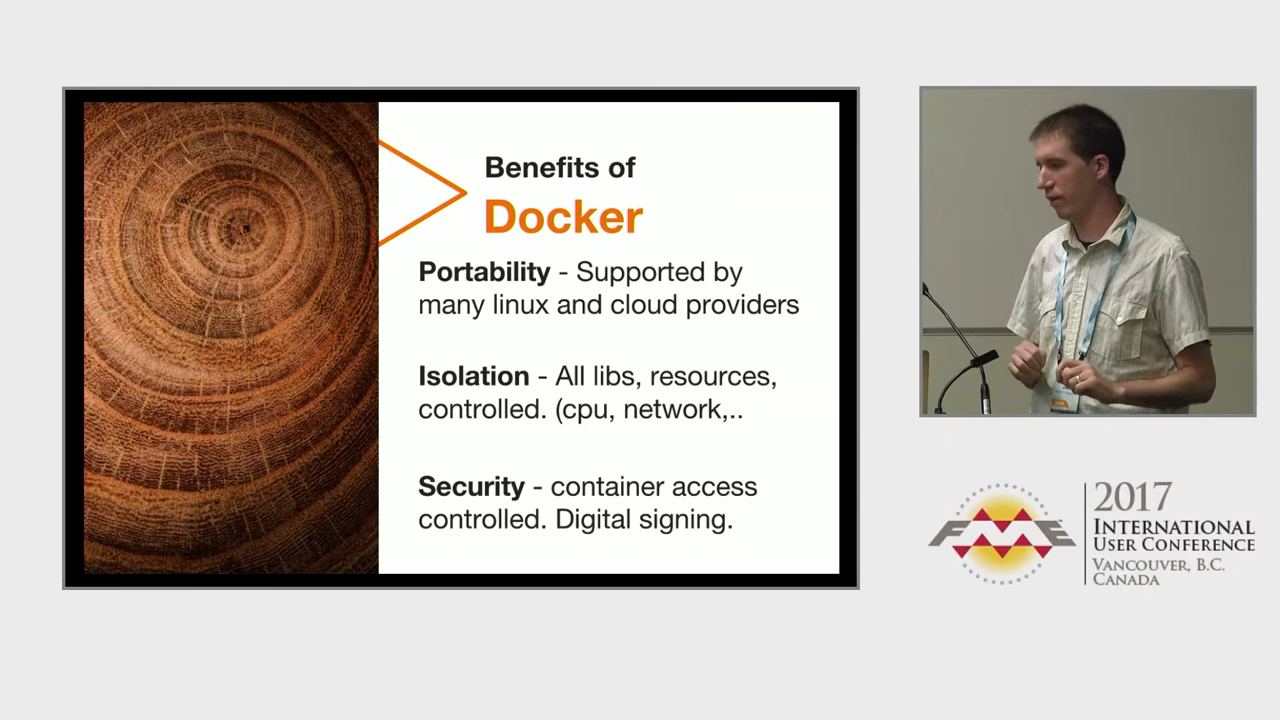 Benefits of
Docker
Portability - Supported by
many linux and cloud providers
Isolation - All libs, resources,
controlled. (cpu, network,..
Security - container access
controlled. Digital signing.
FME
2017
INTERNATIONAL
USER CONFERENCE
VANCOUVER, B.C.
CANADA